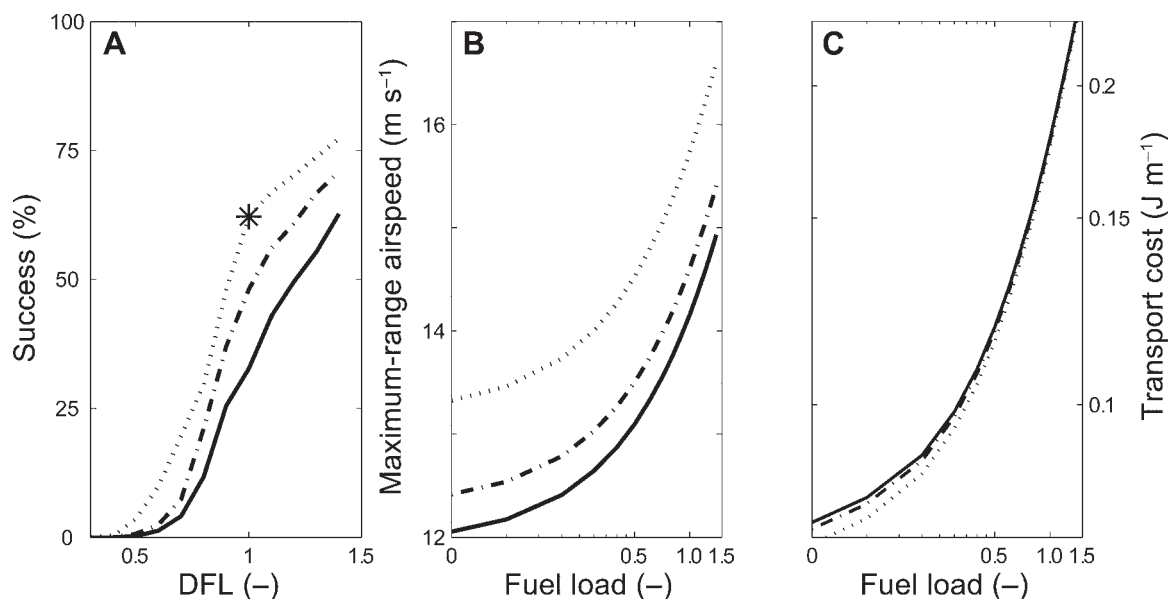 A
Success (%)
100
75
50
25
0
0.5
1
1.5
DFL (–)
B
Maximum-range airspeed (m s⁻¹)
16
14
12
0
0.5
1.0
1.5
Fuel load (–)
C
0.2
0.15
0.1
Transport cost (J m⁻¹)
0
0.5
1.0
1.5
Fuel load (–)